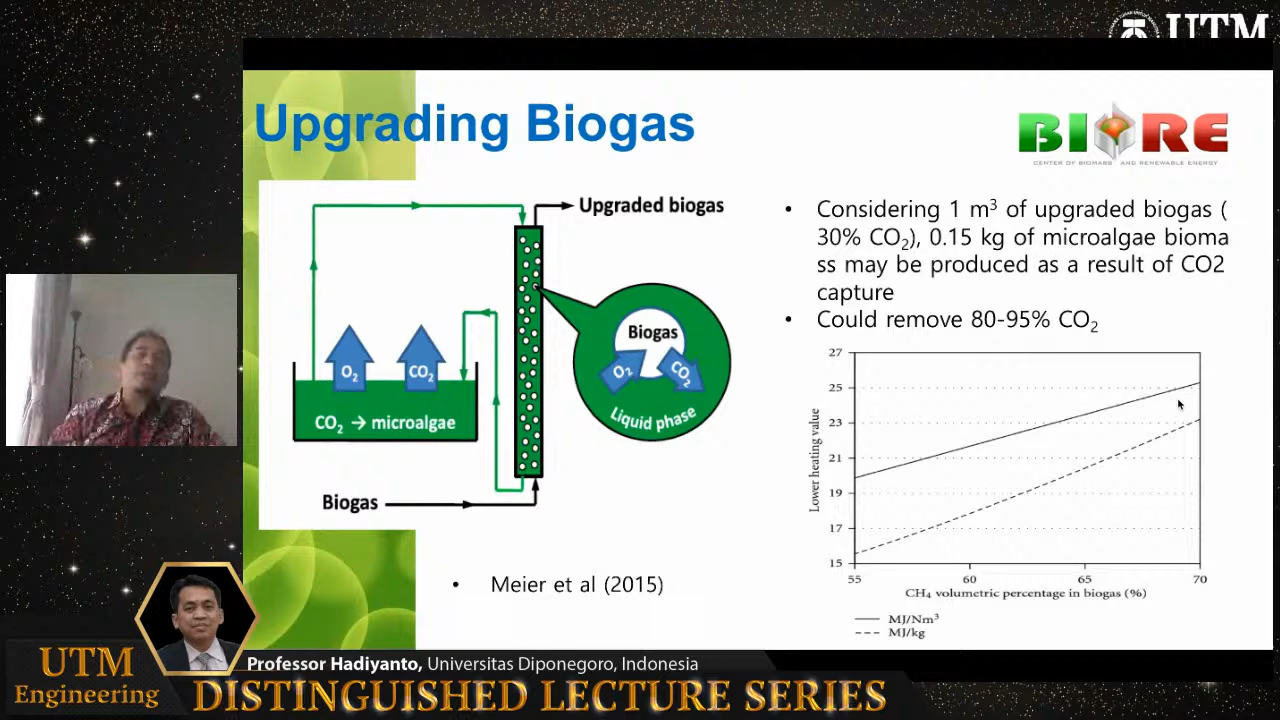 UTM
Upgrading Biogas
BIORE
CENTER OF BIOMASS AND RENEWABLE ENERGY
Upgraded biogas
O2
CO2
CO2 → microalgae
Biogas
O2
CO2
Liquid phase
Biogas
• Considering 1 m3 of upgraded biogas (
30% CO2), 0.15 kg of microalgae bioma
ss may be produced as a result of CO2
capture
• Could remove 80-95% CO2
27
25
23
21
19
17
15
Lower heating value
55
60
65
70
CH4 volumetric percentage in biogas (%)
MJ/Nm3
MJ/kg
• Meier et al (2015)
UTM
Engineering
Professor Hadiyanto, Universitas Diponegoro, Indonesia
DISTINGUISHED LECTURE SERIES